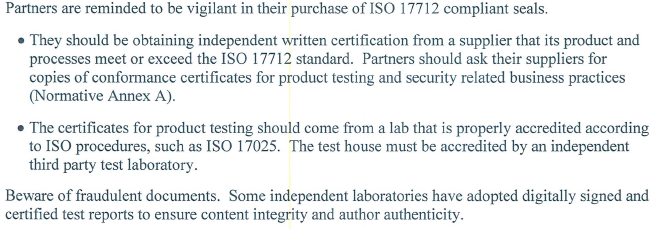 Partners are reminded to be vigilant in their purchase of ISO 17712 compliant seals.
• They should be obtaining independent written certification from a supplier that its product and
processes meet or exceed the ISO 17712 standard. Partners should ask their suppliers for
copies of conformance certificates for product testing and security related business practices
(Normative Annex A).
• The certificates for product testing should come from a lab that is properly accredited according
to ISO procedures, such as ISO 17025. The test house must be accredited by an independent
third party test laboratory.
Beware of fraudulent documents. Some independent laboratories have adopted digitally signed and
certified test reports to ensure content integrity and author authenticity.